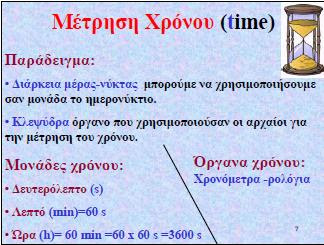 Μέτρηση Χρόνου (time)
Παράδειγμα:
• Διάρκεια μέρας-νύκτας μπορούμε να χρησιμοποιήσουμε
σαν μονάδα το ημερονύκτιο.
• Κλεψύδρα όργανο που χρησιμοποιούσαν οι αρχαίοι για
την μέτρηση του χρόνου.
Μονάδες χρόνου:
• Δευτερόλεπτο (s)
• Λεπτό (min)=60 s
• Ώρα (h)= 60 min =60 x 60 s =3600 s
Όργανα χρόνου:
Χρονόμετρα -ρολόγια
7